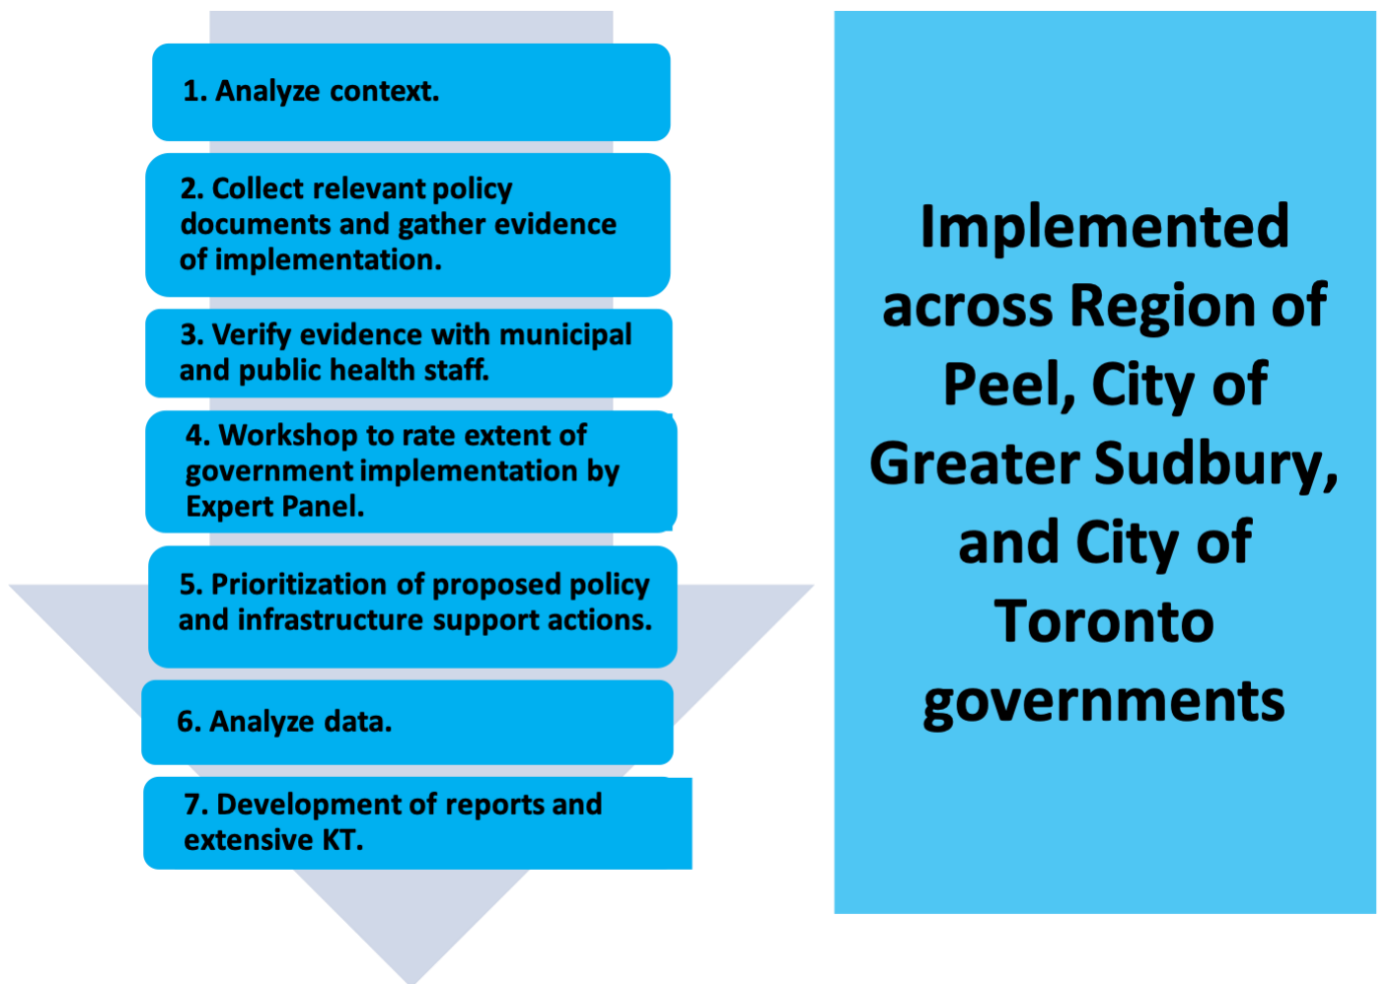 1. Analyze context.
2. Collect relevant policy
documents and gather evidence
of implementation.
3. Verify evidence with municipal
and public health staff.
4. Workshop to rate extent of
government implementation by
Expert Panel.
5. Prioritization of proposed policy
and infrastructure support actions.
6. Analyze data.
7. Development of reports and
extensive KT.
Implemented
across Region of
Peel, City of
Greater Sudbury,
and City of
Toronto
governments